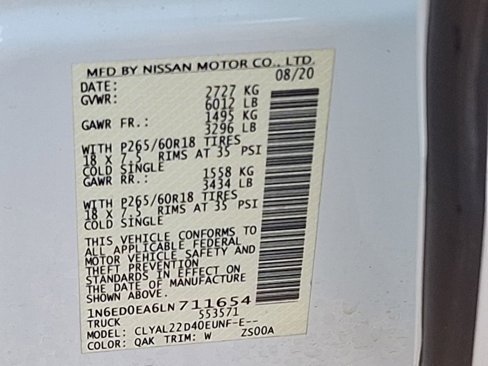 MFD BY NISSAN MOTOR CO., LTD.
DATE: 08/20
GVWR: 2727 KG
6012 LB
GAWR FR.: 1495 KG
3296 LB
WITH P265/60R18 TIRES
18 X 7.5 RIMS AT 35 PSI
COLD SINGLE
GAWR RR.: 1558 KG
3434 LB
WITH P265/60R18 TIRES
18 X 7.5 RIMS AT 35 PSI
COLD SINGLE
THIS VEHICLE CONFORMS TO
ALL APPLICABLE FEDERAL
MOTOR VEHICLE SAFETY AND
THEFT PREVENTION
STANDARDS IN EFFECT ON
THE DATE OF MANUFACTURE
SHOWN ABOVE.
1N6ED0EA6LN711654
TRUCK 553571
MODEL: CLYAL22D40EUNF-E--
COLOR: QAK TRIM: W ZS00A